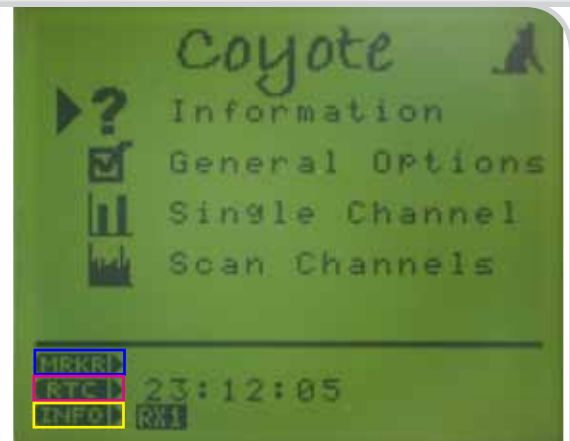 Coyote
Information
General Options
Single Channel
Scan Channels
MRKR
RTC 23:12:05
INFO RX1